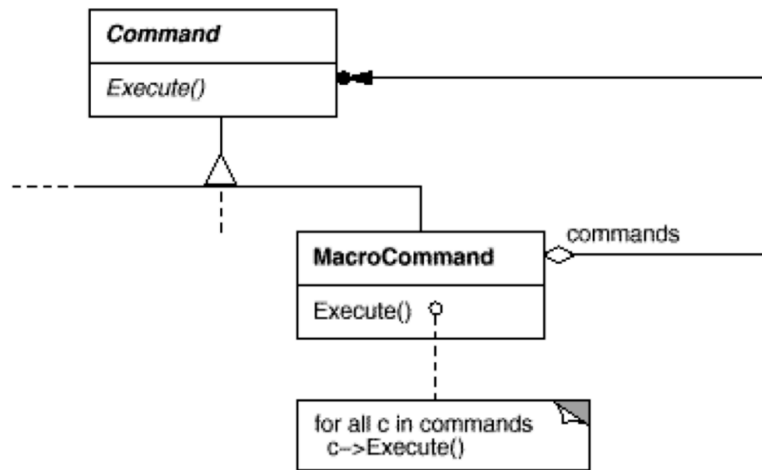 Command
Execute()
commands
MacroCommand
Execute()
for all c in commands
c->Execute()